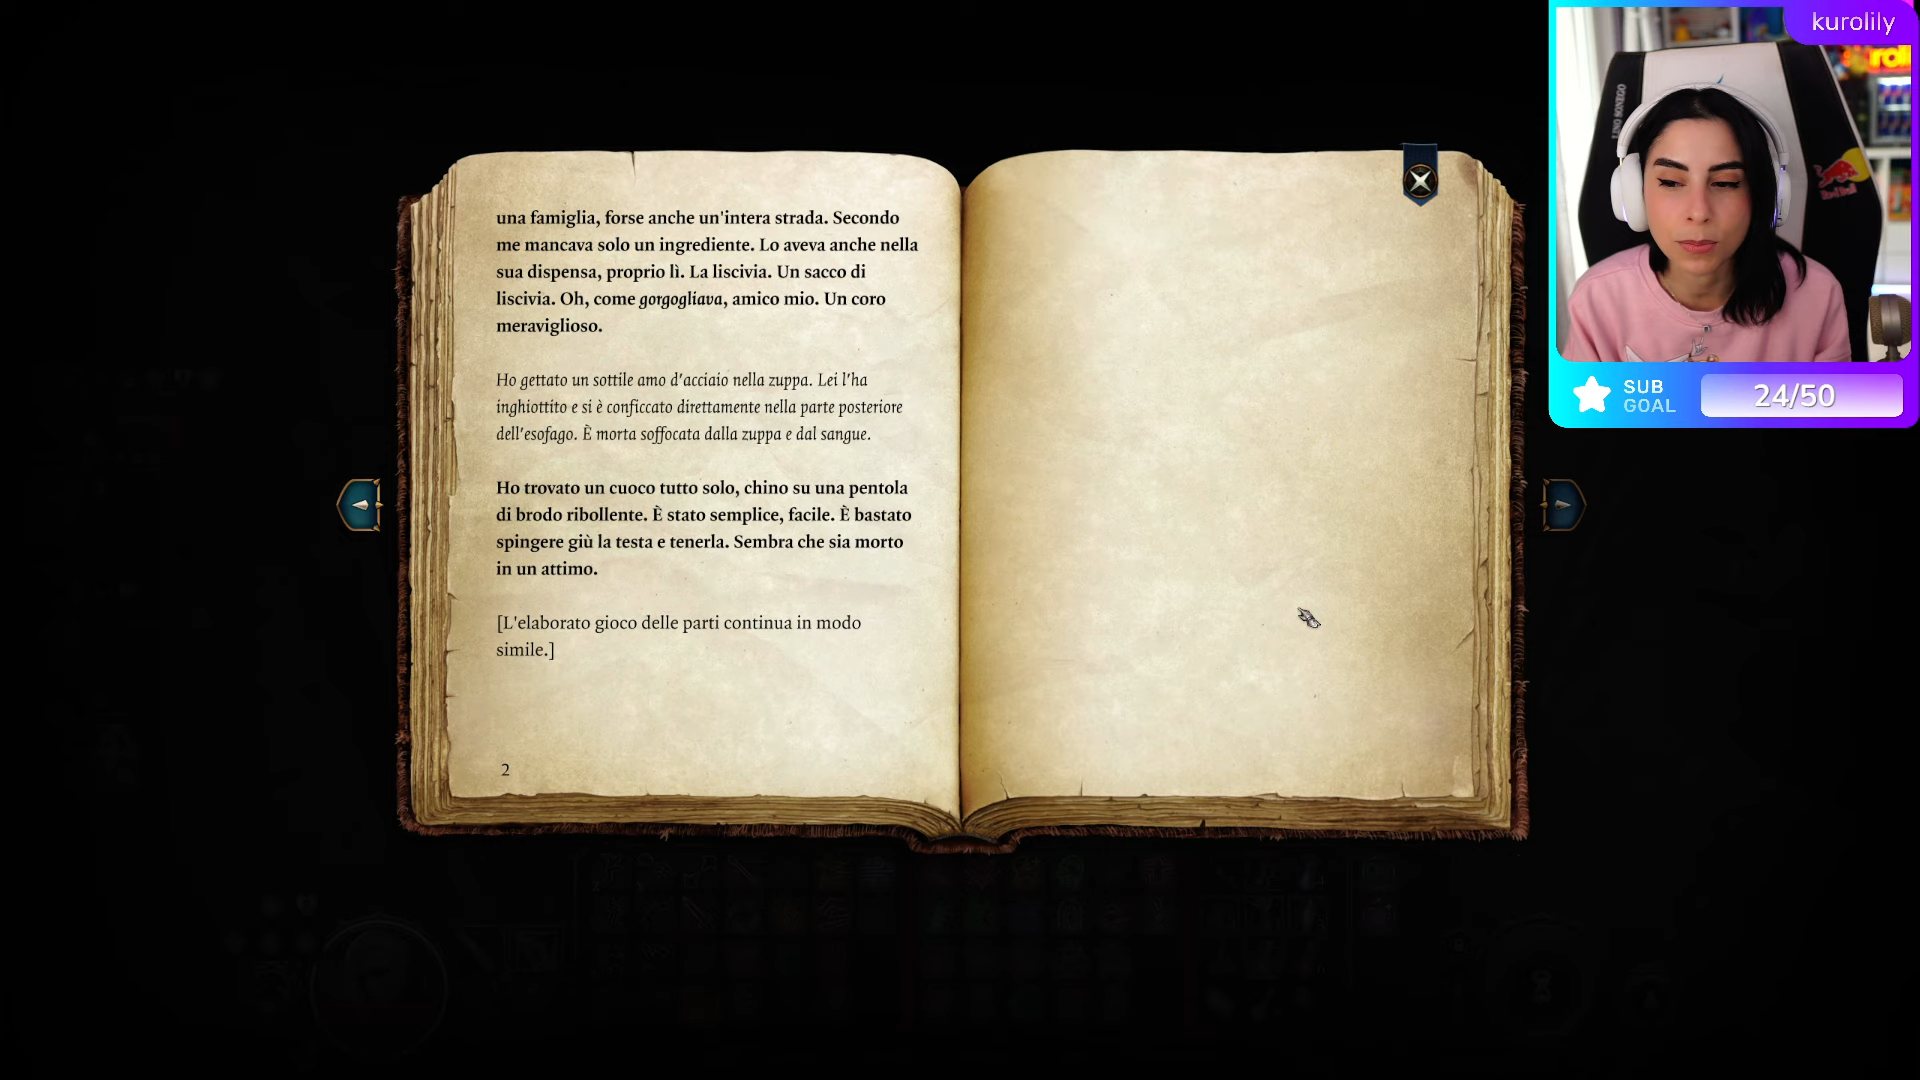 kurolily
una famiglia, forse anche un'intera strada. Secondo
me mancava solo un ingrediente. Lo aveva anche nella
sua dispensa, proprio lì. La liscivia. Un sacco di
liscivia. Oh, come gorgogliava, amico mio. Un coro
meraviglioso.
Ho gettato un sottile amo d'acciaio nella zuppa. Lei l'ha
inghiottito e si è conficcato direttamente nella parte posteriore
dell'esofago. È morta soffocata dalla zuppa e dal sangue.
Ho trovato un cuoco tutto solo, chino su una pentola
di brodo ribollente. È stato semplice, facile. È bastato
spingere giù la testa e tenerla. Sembra che sia morto
in un attimo.
[L'elaborato gioco delle parti continua in modo
simile.]
2
LINO SONEGO
Red Bull
SUB
GOAL
24/50